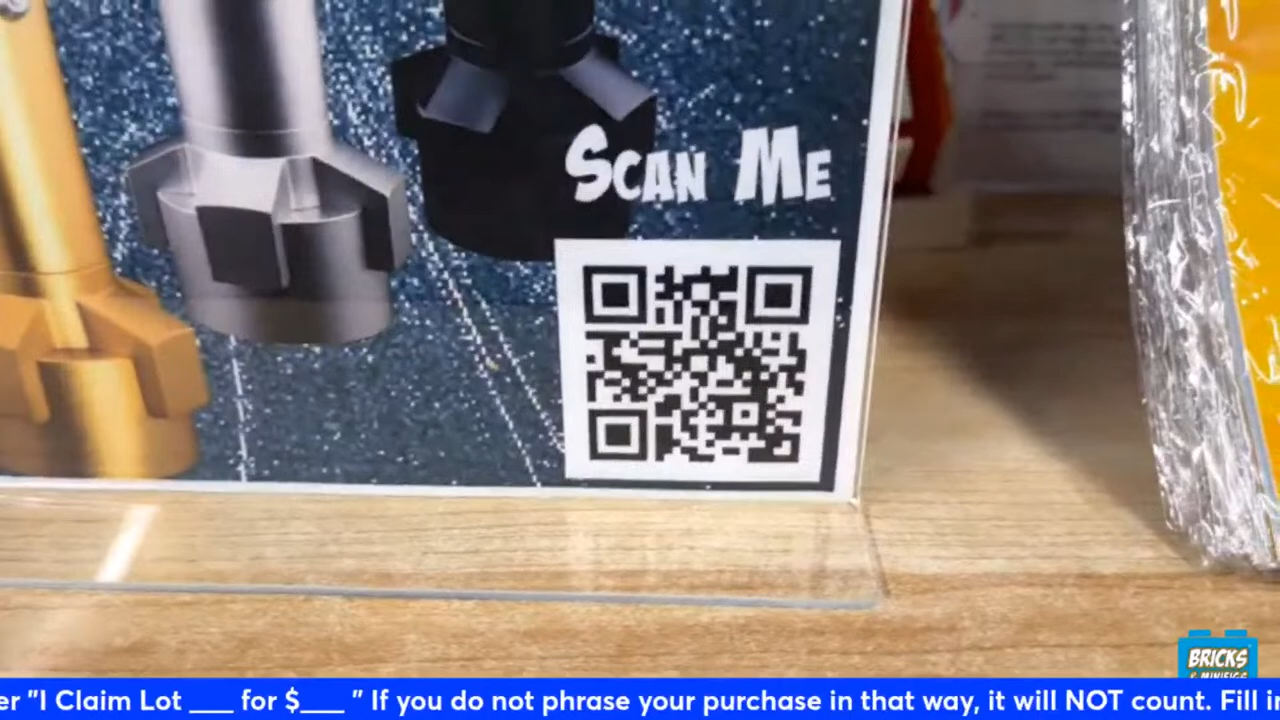 SCAN ME
BRICKS
& MINIFIGS
er "I Claim Lot ___ for $___ " If you do not phrase your purchase in that way, it will NOT count. Fill i